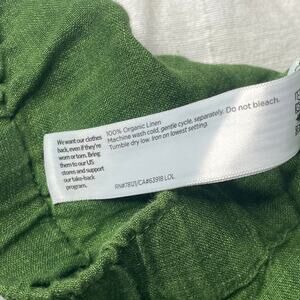 We want our clothes
back, even if they're
worn or torn. Bring
them to our US
stores and support
our take-back
program.
100% Organic Linen
Machine wash cold, gentle cycle, separately. Do not bleach.
Tumble dry low. Iron on lowest setting.
RN#78121/CA#63918 LOL